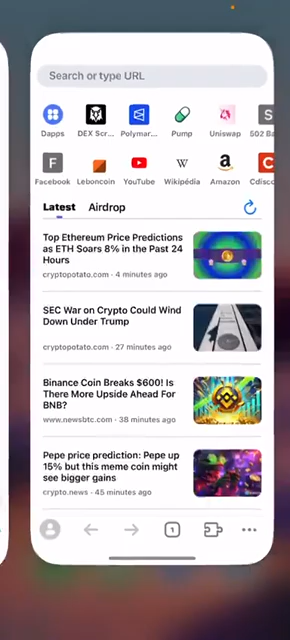 Search or type URL
Dapps DEX Scr... Polymar... Pump Uniswap 502 Ba
F S
Facebook Leboncoin YouTube Wikipédia Amazon Cdisco
W a C
Latest Airdrop
Top Ethereum Price Predictions
as ETH Soars 8% in the Past 24
Hours
cryptopotato.com · 4 minutes ago
SEC War on Crypto Could Wind
Down Under Trump
cryptopotato.com · 27 minutes ago
Binance Coin Breaks $600! Is
There More Upside Ahead For
BNB?
www.newsbtc.com · 38 minutes ago
Pepe price prediction: Pepe up
15% but this meme coin might
see bigger gains
crypto.news · 45 minutes ago
1